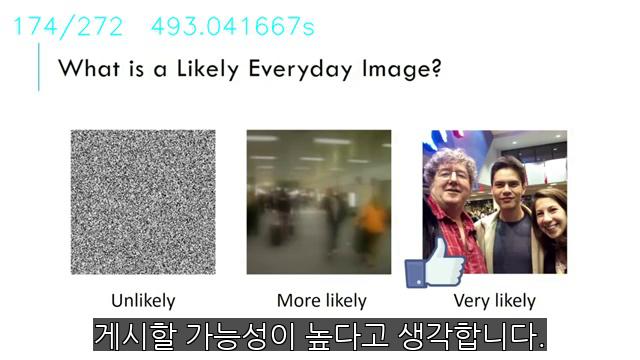 174/272 493.041667s
What is a Likely Everyday Image?
Unlikely
More likely
Very likely
게시할 가능성이 높다고 생각합니다.